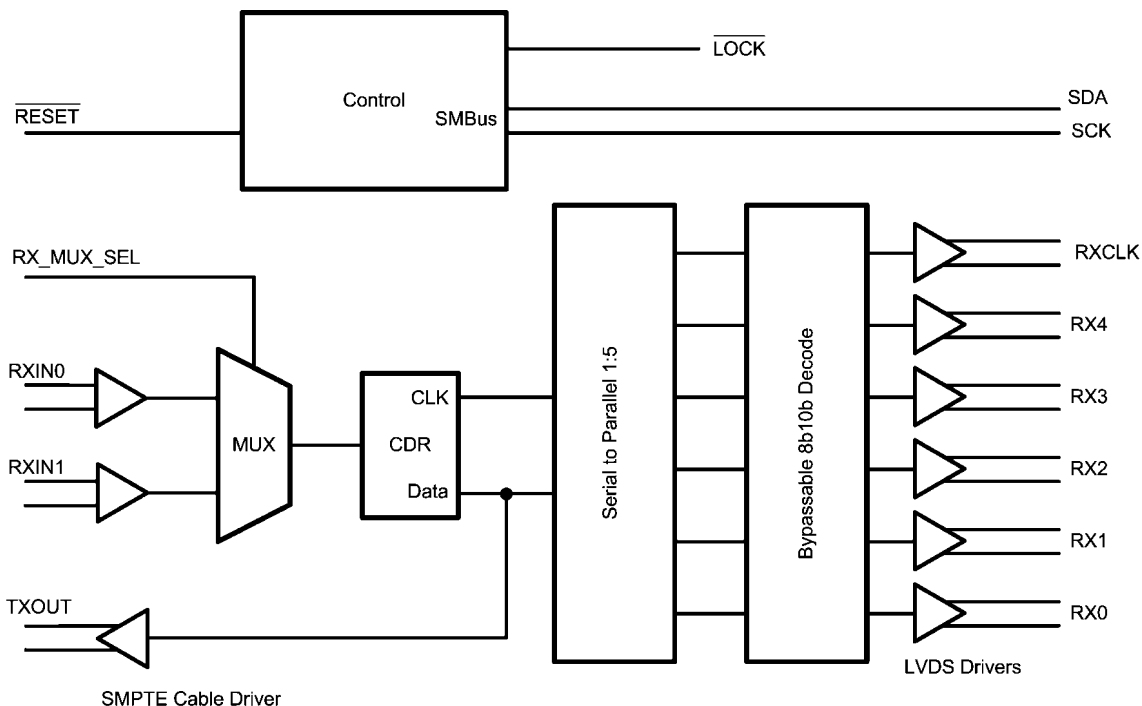 LOCK
Control
SDA
RESET
SMBus
SCK
RX_MUX_SEL
RXCLK
RX4
RXIN0
CLK
RX3
MUX
CDR
RXIN1
Data
RX2
Serial to Parallel 1:5
Bypassable 8b10b Decode
RX1
TXOUT
RX0
LVDS Drivers
SMPTE Cable Driver